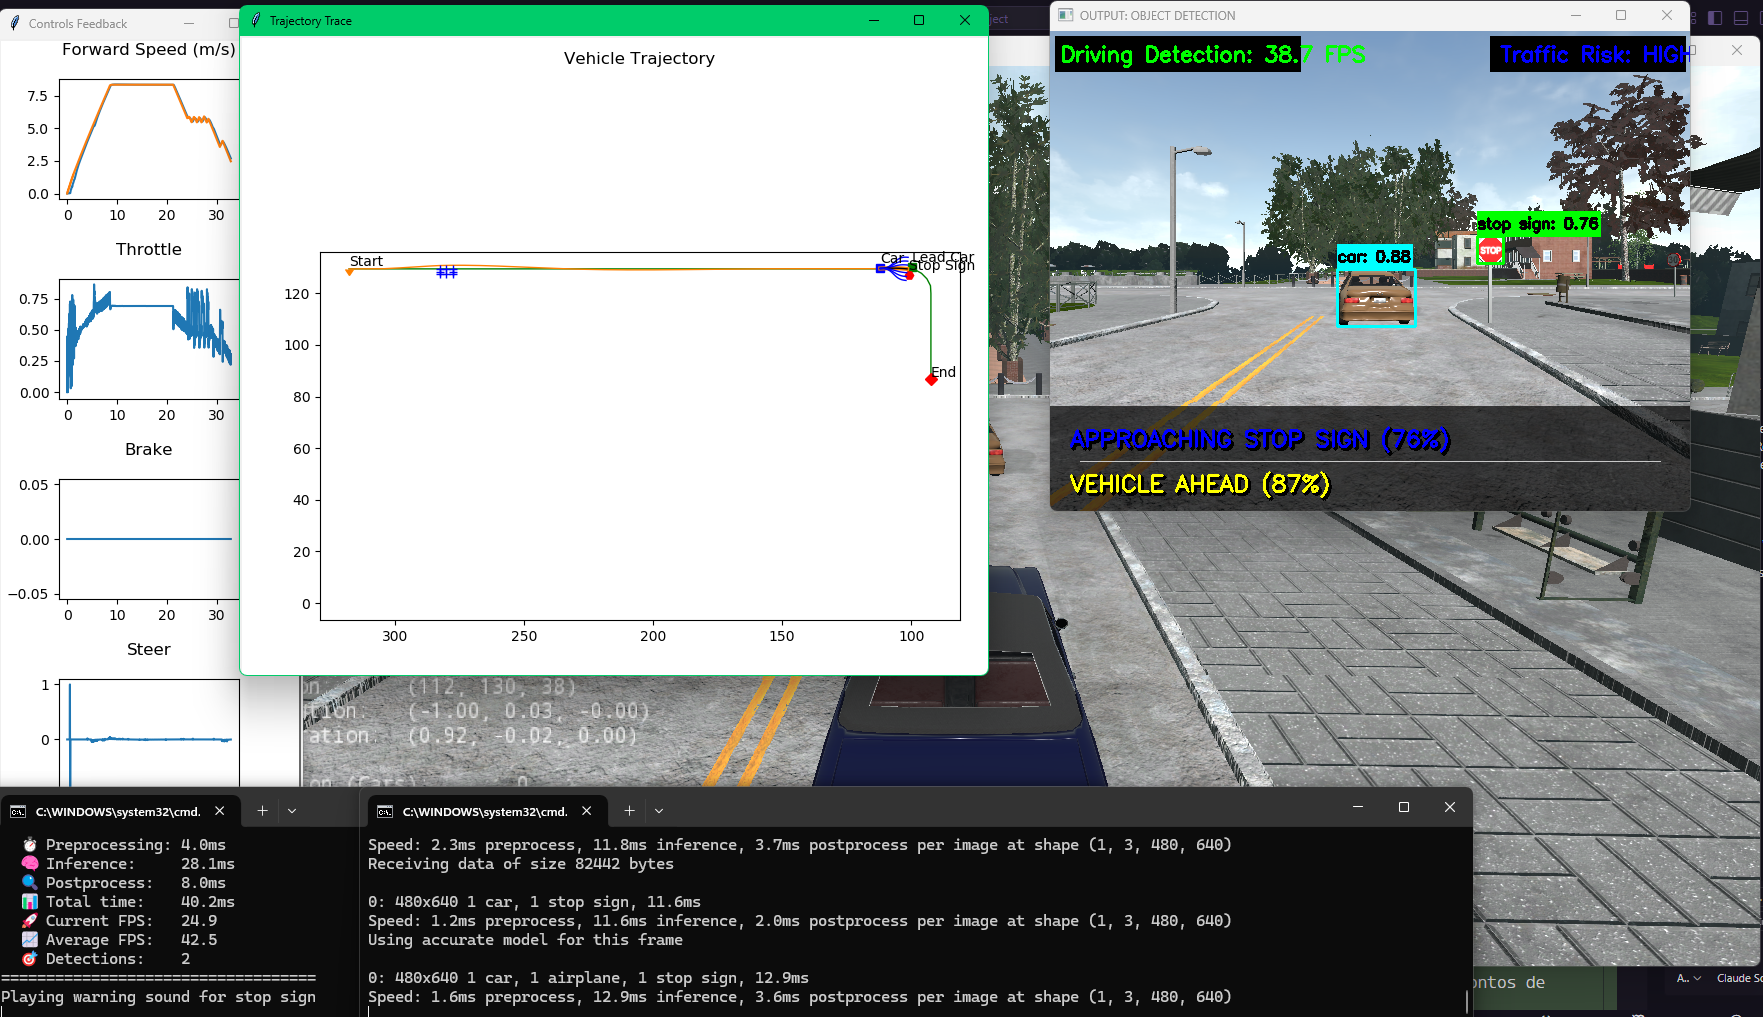 Controls Feedback
Forward Speed (m/s)
7.5
5.0
2.5
0.0
0 10 20 30
Throttle
0.75
0.50
0.25
0.00
0 10 20 30
Brake
0.05
0.00
−0.05
0 10 20 30
Steer
1
0
Trajectory Trace
Vehicle Trajectory
Start
Car
Lead Car
Stop Sign
End
120
100
80
60
40
20
0
300 250 200 150 100
ject
OUTPUT: OBJECT DETECTION
Driving Detection: 38.7 FPS
Traffic Risk: HIGH
stop sign: 0.76
STOP
car: 0.88
APPROACHING STOP SIGN (76%)
VEHICLE AHEAD (87%)
on: (112, 130, 38)
ation: (-1.00, 0.03, -0.00)
ation: (0.92, -0.02, 0.00)
C:\WINDOWS\system32\cmd.
Preprocessing: 4.0ms
Inference: 28.1ms
Postprocess: 8.0ms
Total time: 40.2ms
Current FPS: 24.9
Average FPS: 42.5
Detections: 2
=================================
Playing warning sound for stop sign
C:\WINDOWS\system32\cmd.
Speed: 2.3ms preprocess, 11.8ms inference, 3.7ms postprocess per image at shape (1, 3, 480, 640)
Receiving data of size 82442 bytes
0: 480x640 1 car, 1 stop sign, 11.6ms
Speed: 1.2ms preprocess, 11.6ms inference, 2.0ms postprocess per image at shape (1, 3, 480, 640)
Using accurate model for this frame
0: 480x640 1 car, 1 airplane, 1 stop sign, 12.9ms
Speed: 1.6ms preprocess, 12.9ms inference, 3.6ms postprocess per image at shape (1, 3, 480, 640)
ontos de
A..
Claude So